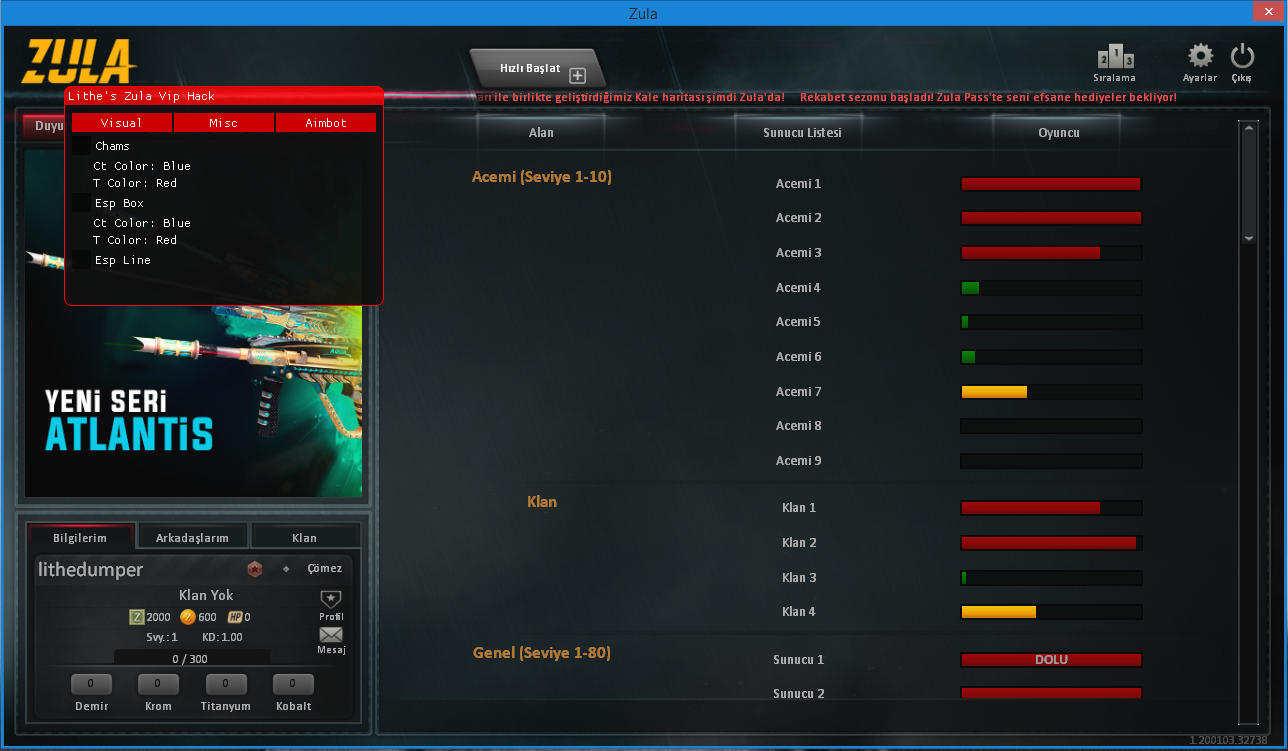 Zula
ZULA
Hızlı Başlat
Sıralama
Ayarlar
Çıkış
arı ile birlikte geliştirdiğimiz Kale haritası şimdi Zula'da! Rekabet sezonu başladı! Zula Pass'te seni efsane hediyeler bekliyor!
Lithe's Zula Vip Hack
Visual Misc Aimbot
Chams
Ct Color: Blue
T Color: Red
Esp Box
Ct Color: Blue
T Color: Red
Esp Line
Duyu
YENİ SERİ
ATLANTİS
Alan Sunucu Listesi Oyuncu
Acemi (Seviye 1-10)
Acemi 1
Acemi 2
Acemi 3
Acemi 4
Acemi 5
Acemi 6
Acemi 7
Acemi 8
Acemi 9
Klan
Klan 1
Klan 2
Klan 3
Klan 4
Genel (Seviye 1-80)
Sunucu 1 DOLU
Sunucu 2
Bilgilerim Arkadaşlarım Klan
lithedumper Çömez
Klan Yok
Z 2000 600 HP 0
Profil
Svy.: 1 KD: 1.00
Mesaj
0 / 300
0 0 0 0
Demir Krom Titanyum Kobalt
1.200103.32738